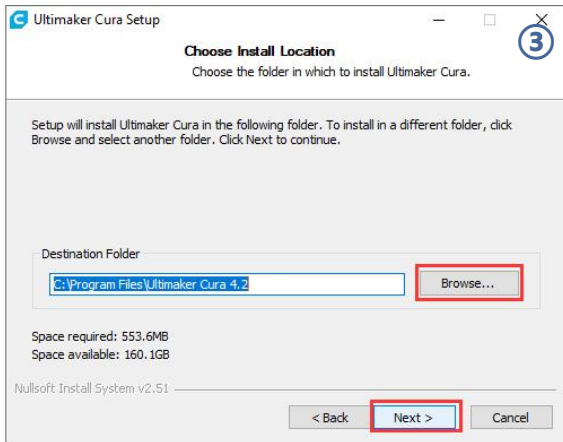 Ultimaker Cura Setup
③
Choose Install Location
Choose the folder in which to install Ultimaker Cura.
Setup will install Ultimaker Cura in the following folder. To install in a different folder, click
Browse and select another folder. Click Next to continue.
Destination Folder
C:\Program Files\Ultimaker Cura 4.2
Browse...
Space required: 553.6MB
Space available: 160.1GB
Nullsoft Install System v2.51
< Back
Next >
Cancel